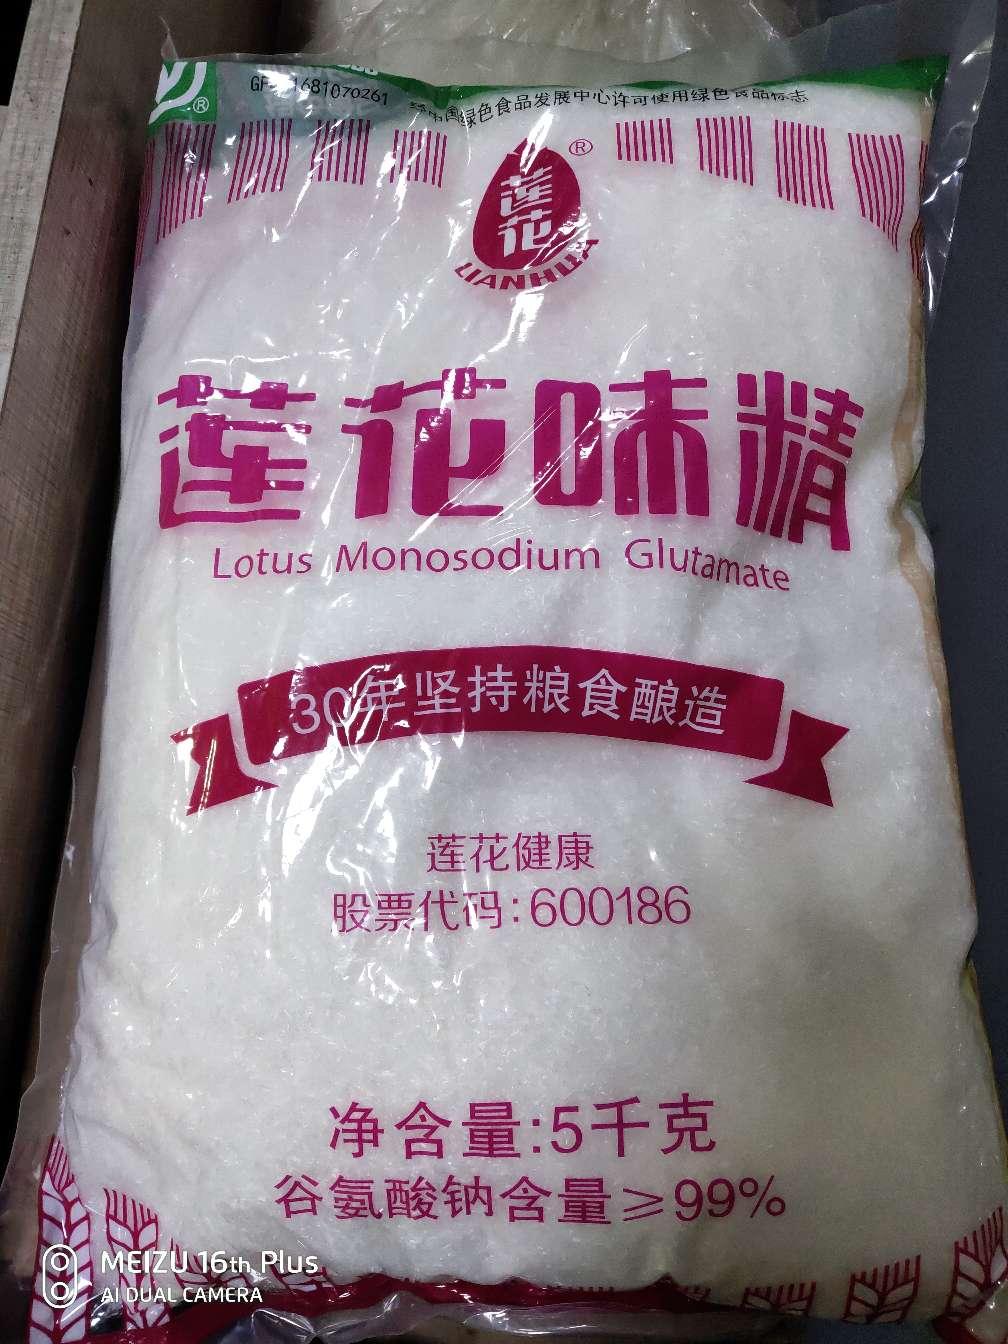 GF
1681070261
国绿色食品发展中心许可使用绿色食品标志
®
®
莲花
LIANHUA
莲花味精
Lotus Monosodium Glutamate
30年坚持粮食酿造
莲花健康
股票代码:600186
净含量:5千克
谷氨酸钠含量≥99%
MEIZU 16th Plus
AI DUAL CAMERA